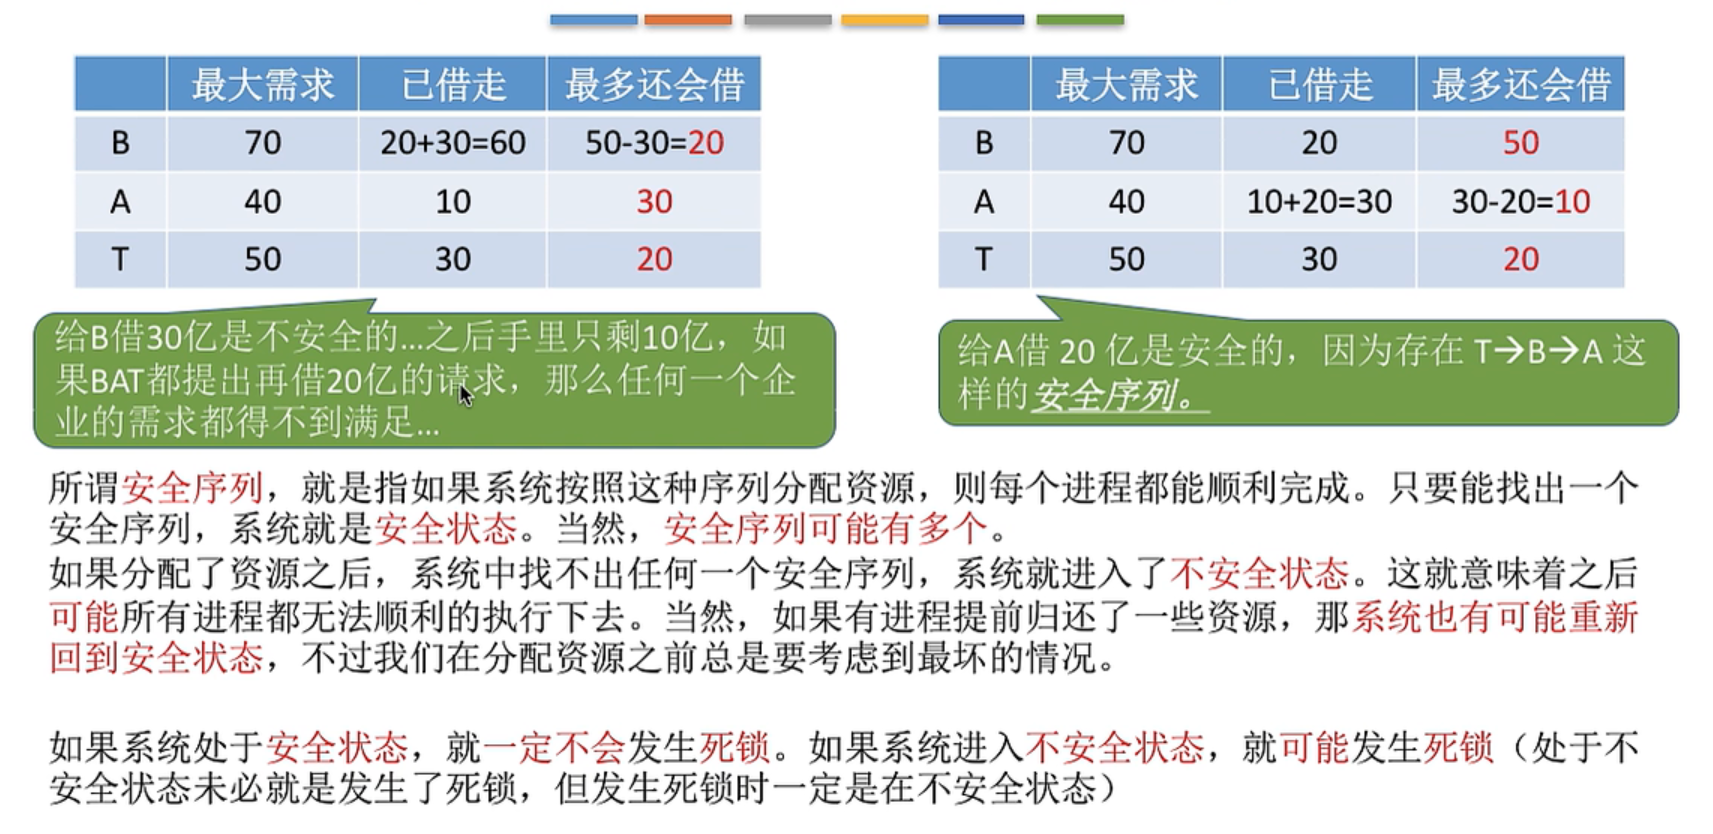 最大需求 已借走 最多还会借
B 70 20+30=60 50-30=20
A 40 10 30
T 50 30 20
给B借30亿是不安全的...之后手里只剩10亿，如
果BAT都提出再借20亿的请求，那么任何一个企
业的需求都得不到满足...
最大需求 已借走 最多还会借
B 70 20 50
A 40 10+20=30 30-20=10
T 50 30 20
给A借 20 亿是安全的，因为存在 T→B→A 这
样的安全序列。
所谓安全序列，就是指如果系统按照这种序列分配资源，则每个进程都能顺利完成。只要能找出一个
安全序列，系统就是安全状态。当然，安全序列可能有多个。
如果分配了资源之后，系统中找不出任何一个安全序列，系统就进入了不安全状态。这就意味着之后
可能所有进程都无法顺利的执行下去。当然，如果有进程提前归还了一些资源，那系统也有可能重新
回到安全状态，不过我们在分配资源之前总是要考虑到最坏的情况。
如果系统处于安全状态，就一定不会发生死锁。如果系统进入不安全状态，就可能发生死锁（处于不
安全状态未必就是发生了死锁，但发生死锁时一定是在不安全状态）